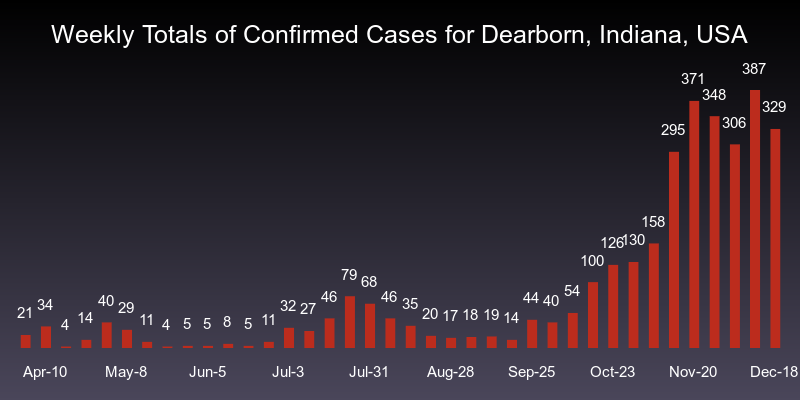 Weekly Totals of Confirmed Cases for Dearborn, Indiana, USA
21 34 4 14 40 29 11 4 5 5 8 5 11 32 27 46 79 68 46 35 20 17 18 19 14 44 40 54 100 126 130 158 295 371 348 306 387 329
Apr-10 May-8 Jun-5 Jul-3 Jul-31 Aug-28 Sep-25 Oct-23 Nov-20 Dec-18